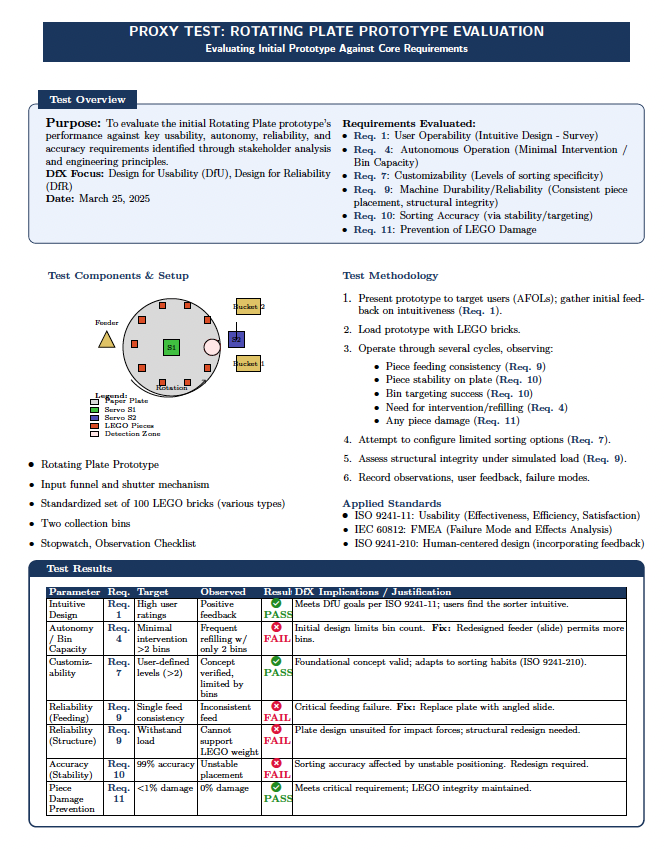 PROXY TEST: ROTATING PLATE PROTOTYPE EVALUATION
Evaluating Initial Prototype Against Core Requirements
Test Overview
Purpose: To evaluate the initial Rotating Plate prototype's
performance against key usability, autonomy, reliability, and
accuracy requirements identified through stakeholder analysis
and engineering principles.
DfX Focus: Design for Usability (DfU), Design for Reliability
(DfR)
Date: March 25, 2025
Requirements Evaluated:
• Req. 1: User Operability (Intuitive Design - Survey)
• Req. 4: Autonomous Operation (Minimal Intervention /
Bin Capacity)
• Req. 7: Customizability (Levels of sorting specificity)
• Req. 9: Machine Durability/Reliability (Consistent piece
placement, structural integrity)
• Req. 10: Sorting Accuracy (via stability/targeting)
• Req. 11: Prevention of LEGO Damage
Test Components & Setup
Bucket 2
Feeder
S1
S2
Bucket 1
Rotation
Legend:
Paper Plate
Servo S1
Servo S2
LEGO Pieces
Detection Zone
• Rotating Plate Prototype
• Input funnel and shutter mechanism
• Standardized set of 100 LEGO bricks (various types)
• Two collection bins
• Stopwatch, Observation Checklist
Test Methodology
1. Present prototype to target users (AFOLs); gather initial feed-
back on intuitiveness (Req. 1).
2. Load prototype with LEGO bricks.
3. Operate through several cycles, observing:
• Piece feeding consistency (Req. 9)
• Piece stability on plate (Req. 10)
• Bin targeting success (Req. 10)
• Need for intervention/refilling (Req. 4)
• Any piece damage (Req. 11)
4. Attempt to configure limited sorting options (Req. 7).
5. Assess structural integrity under simulated load (Req. 9).
6. Record observations, user feedback, failure modes.
Applied Standards
• ISO 9241-11: Usability (Effectiveness, Efficiency, Satisfaction)
• IEC 60812: FMEA (Failure Mode and Effects Analysis)
• ISO 9241-210: Human-centered design (incorporating feedback)
Test Results
Parameter Req. Target Observed Result DfX Implications / Justification
Intuitive Design Req. 1 High user ratings Positive feedback PASS Meets DfU goals per ISO 9241-11; users find the sorter intuitive.
Autonomy / Bin Capacity Req. 4 Minimal intervention >2 bins Frequent refilling w/ only 2 bins FAIL Initial design limits bin count. Fix: Redesigned feeder (slide) permits more bins.
Customiz-ability Req. 7 User-defined levels (>2) Concept verified, limited by bins PASS Foundational concept valid; adapts to sorting habits (ISO 9241-210).
Reliability (Feeding) Req. 9 Single feed consistency Inconsistent feed FAIL Critical feeding failure. Fix: Replace plate with angled slide.
Reliability (Structure) Req. 9 Withstand load Cannot support LEGO weight FAIL Plate design unsuited for impact forces; structural redesign needed.
Accuracy (Stability) Req. 10 99% accuracy Unstable placement FAIL Sorting accuracy affected by unstable positioning. Redesign required.
Piece Damage Prevention Req. 11 <1% damage 0% damage PASS Meets critical requirement; LEGO integrity maintained.